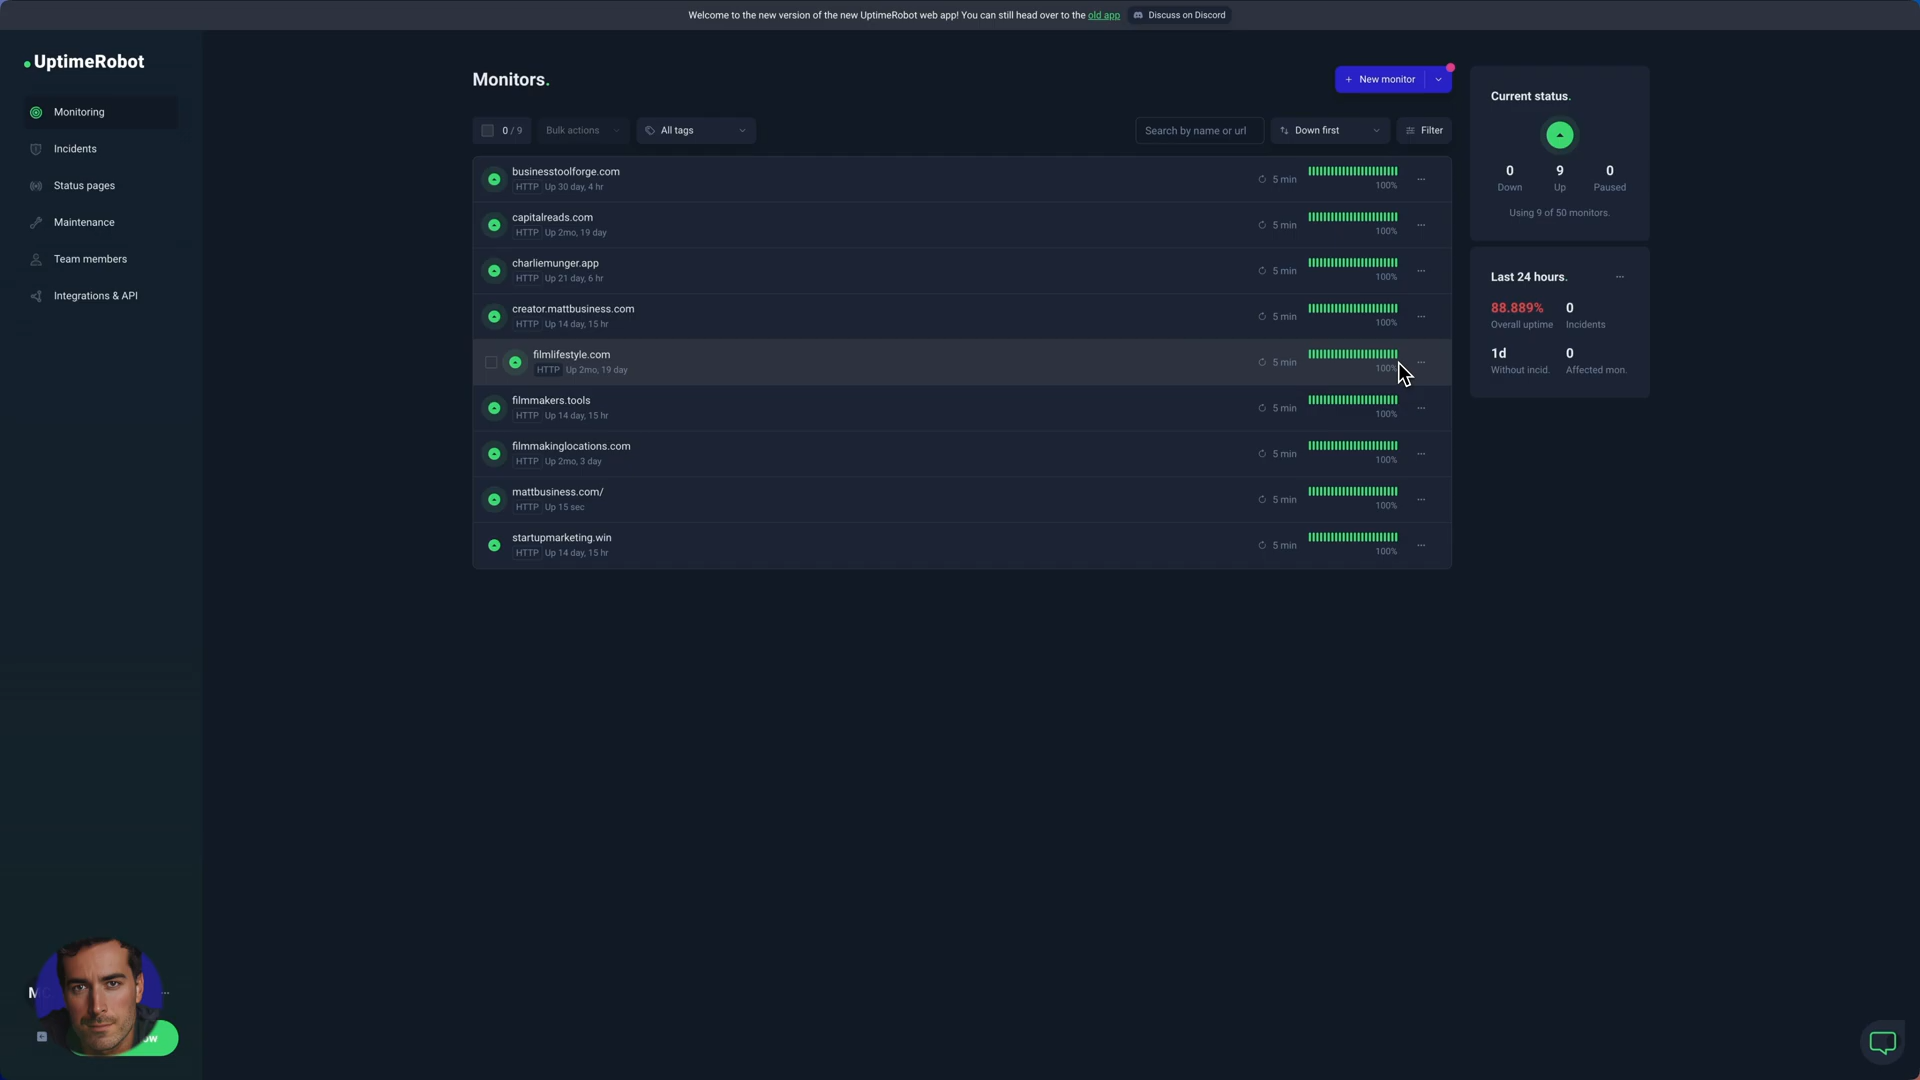 Welcome to the new version of the new UptimeRobot web app! You can still head over to the old app
Discuss on Discord
UptimeRobot
Monitoring
Incidents
Status pages
Maintenance
Team members
Integrations & API
Monitors.
+ New monitor
0 / 9
Bulk actions
All tags
Search by name or url
Down first
Filter
businesstoolforge.com
HTTP Up 30 day, 4 hr
5 min
100%
capitalreads.com
HTTP Up 2mo, 19 day
5 min
100%
charliemunger.app
HTTP Up 21 day, 6 hr
5 min
100%
creator.mattbusiness.com
HTTP Up 14 day, 15 hr
5 min
100%
filmlifestyle.com
HTTP Up 2mo, 19 day
5 min
100%
filmmakers.tools
HTTP Up 14 day, 15 hr
5 min
100%
filmmakinglocations.com
HTTP Up 2mo, 3 day
5 min
100%
mattbusiness.com/
HTTP Up 15 sec
5 min
100%
startupmarketing.win
HTTP Up 14 day, 15 hr
5 min
100%
Current status.
0 9 0
Down Up Paused
Using 9 of 50 monitors.
Last 24 hours.
88.889% 0
Overall uptime Incidents
1d 0
Without incid. Affected mon.